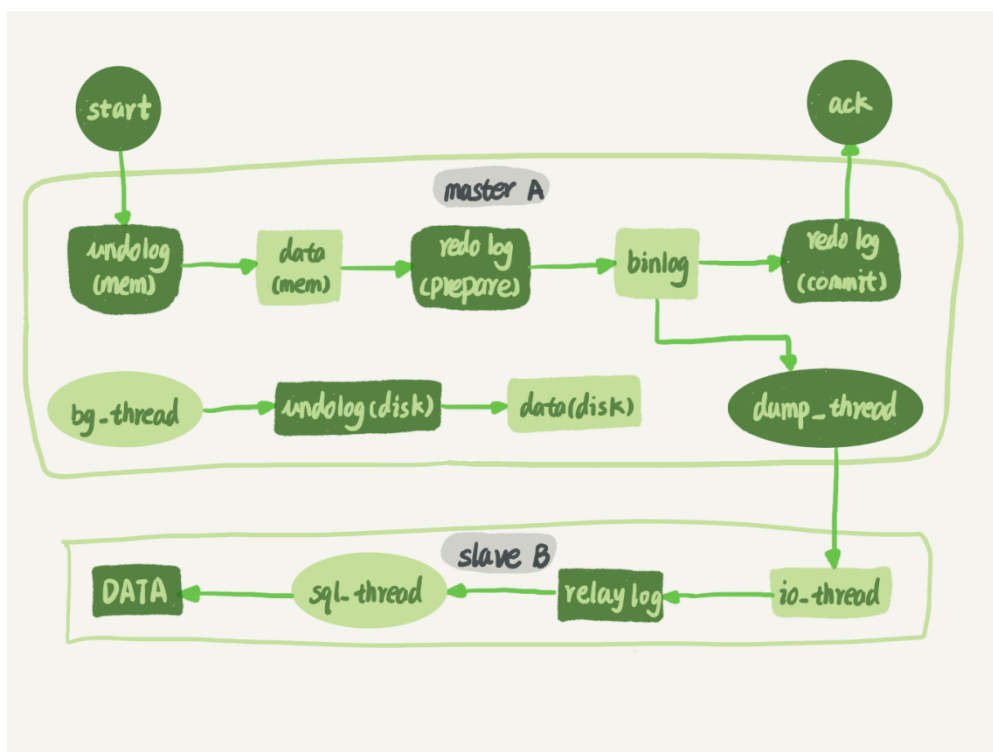 start
ack
master A
undolog
(mem)
data
(mem)
redo log
(prepare)
binlog
redo log
(commit)
bg_thread
undolog(disk)
data(disk)
dump_thread
slave B
DATA
sql_thread
relay log
io_thread